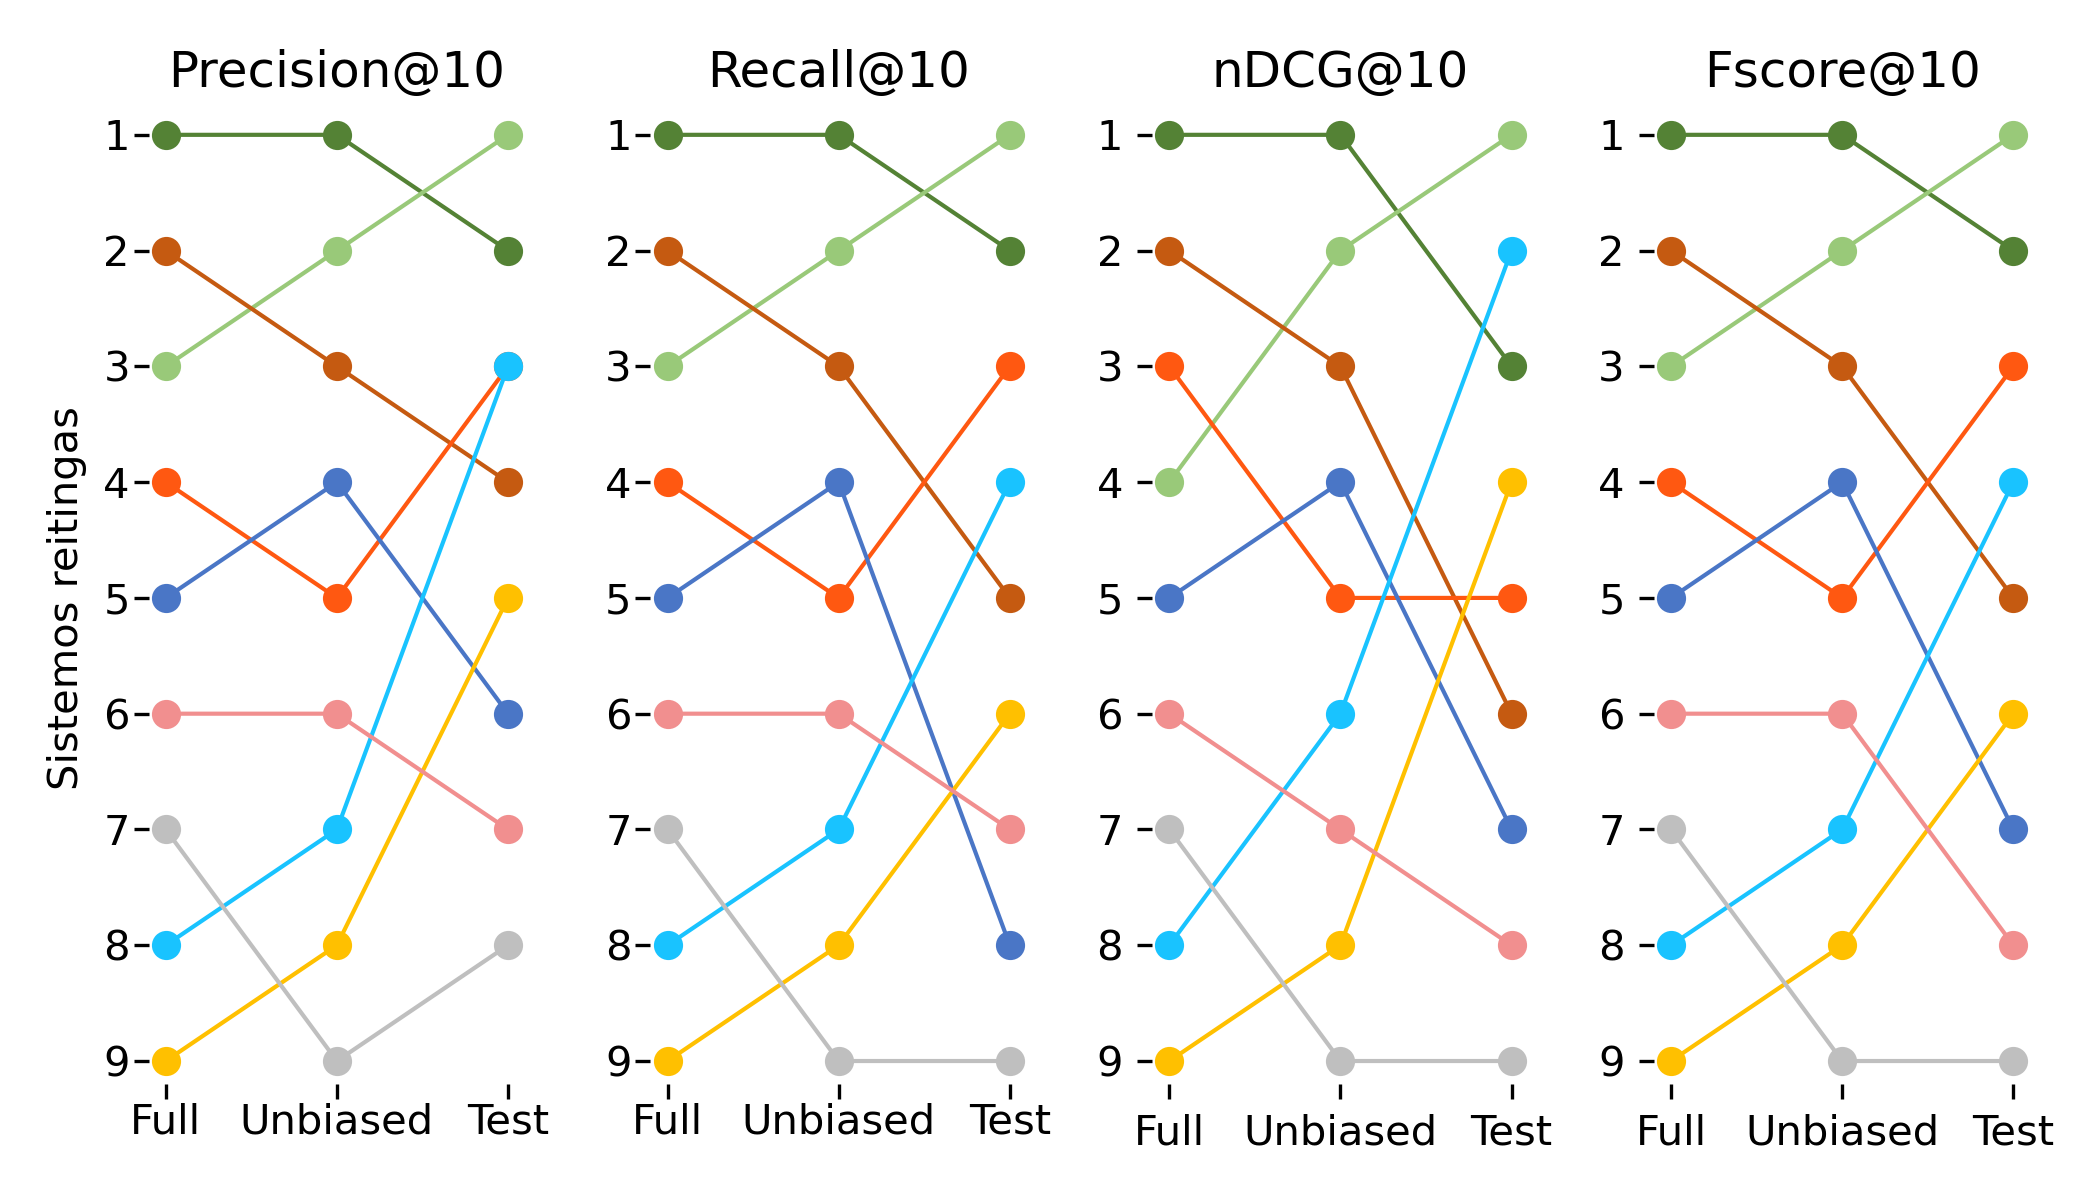 Precision@10 Recall@10 nDCG@10 Fscore@10
Sistemos reitingas
1 1 1 1
2 2 2 2
3 3 3 3
4 4 4 4
5 5 5 5
6 6 6 6
7 7 7 7
8 8 8 8
9 9 9 9
Full Unbiased Test Full Unbiased Test Full Unbiased Test Full Unbiased Test